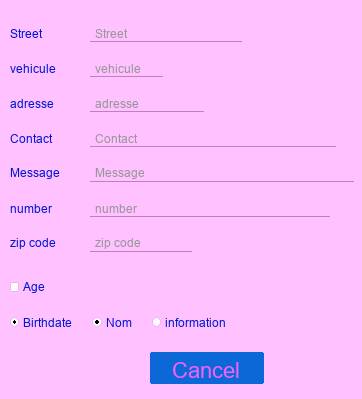 Street Street
vehicule vehicule
adresse adresse
Contact Contact
Message Message
number number
zip code zip code
Age
Birthdate Nom information
Cancel